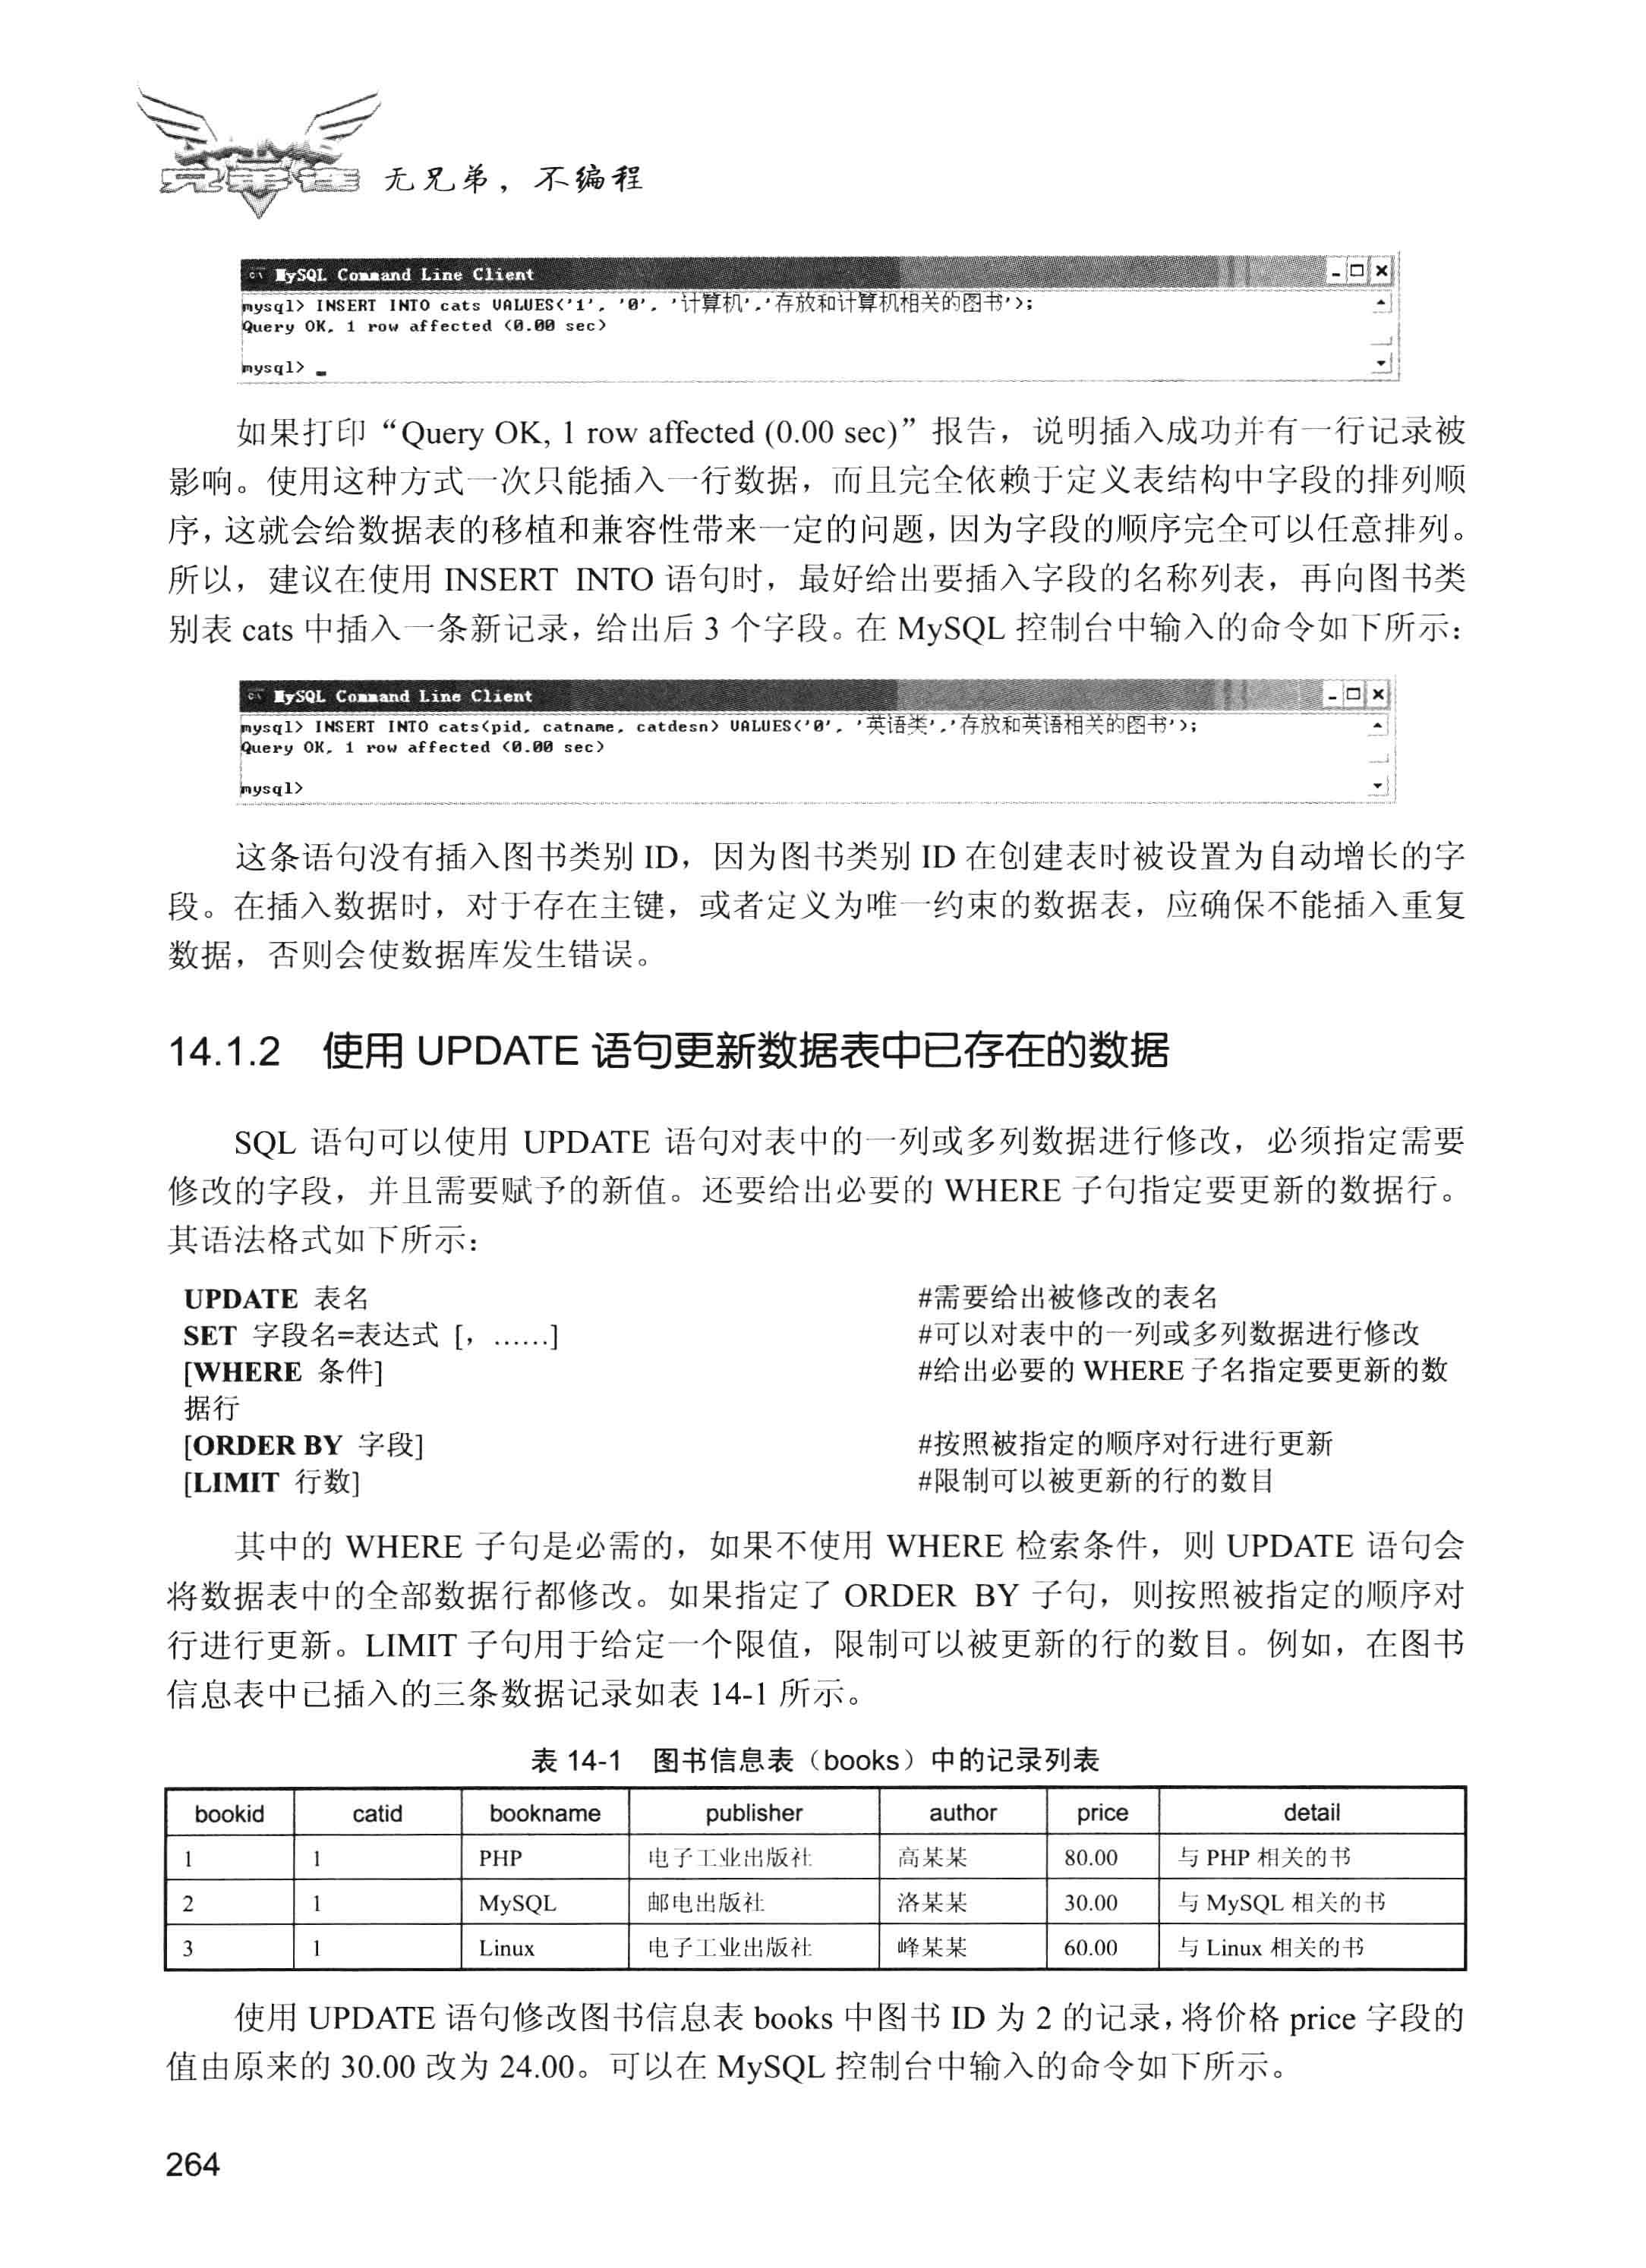 兄弟连 无兄弟，不编程
MySQL Command Line Client
mysql> INSERT INTO cats VALUES('1', '0', '计算机','存放和计算机相关的图书');
Query OK, 1 row affected (0.00 sec)
mysql>
如果打印“Query OK, 1 row affected (0.00 sec)”报告，说明插入成功并有一行记录被
影响。使用这种方式一次只能插入一行数据，而且完全依赖于定义表结构中字段的排列顺
序，这就会给数据表的移植和兼容性带来一定的问题，因为字段的顺序完全可以任意排列。
所以，建议在使用 INSERT INTO 语句时，最好给出要插入字段的名称列表，再向图书类
别表 cats 中插入一条新记录，给出后 3 个字段。在 MySQL 控制台中输入的命令如下所示：
MySQL Command Line Client
mysql> INSERT INTO cats(pid, catname, catdesn) VALUES('0', '英语类','存放和英语相关的图书');
Query OK, 1 row affected (0.00 sec)
mysql>
这条语句没有插入图书类别 ID，因为图书类别 ID 在创建表时被设置为自动增长的字
段。在插入数据时，对于存在主键，或者定义为唯一约束的数据表，应确保不能插入重复
数据，否则会使数据库发生错误。
14.1.2 使用 UPDATE 语句更新数据表中已存在的数据
SQL 语句可以使用 UPDATE 语句对表中的一列或多列数据进行修改，必须指定需要
修改的字段，并且需要赋予的新值。还要给出必要的 WHERE 子句指定要更新的数据行。
其语法格式如下所示：
UPDATE 表名 #需要给出被修改的表名
SET 字段名=表达式 [，……] #可以对表中的一列或多列数据进行修改
[WHERE 条件] #给出必要的 WHERE 子名指定要更新的数
据行
[ORDER BY 字段] #按照被指定的顺序对行进行更新
[LIMIT 行数] #限制可以被更新的行的数目
其中的 WHERE 子句是必需的，如果不使用 WHERE 检索条件，则 UPDATE 语句会
将数据表中的全部数据行都修改。如果指定了 ORDER BY 子句，则按照被指定的顺序对
行进行更新。LIMIT 子句用于给定一个限值，限制可以被更新的行的数目。例如，在图书
信息表中已插入的三条数据记录如表 14-1 所示。
表 14-1 图书信息表（books）中的记录列表
bookid catid bookname publisher author price detail
1 1 PHP 电子工业出版社 高某某 80.00 与 PHP 相关的书
2 1 MySQL 邮电出版社 洛某某 30.00 与 MySQL 相关的书
3 1 Linux 电子工业出版社 峰某某 60.00 与 Linux 相关的书
使用 UPDATE 语句修改图书信息表 books 中图书 ID 为 2 的记录，将价格 price 字段的
值由原来的 30.00 改为 24.00。可以在 MySQL 控制台中输入的命令如下所示。
264